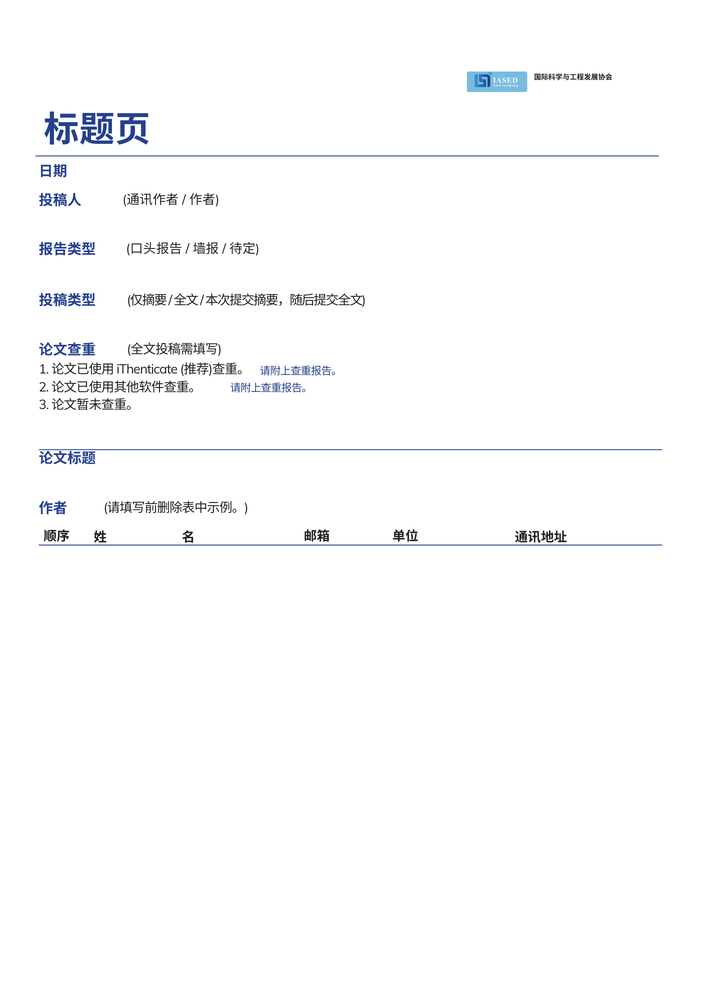 IASED
www.iased.org
国际科学与工程发展协会
标题页
日期
投稿人 (通讯作者 / 作者)
报告类型 (口头报告 / 墙报 / 待定)
投稿类型 (仅摘要 / 全文 / 本次提交摘要，随后提交全文)
论文查重 (全文投稿需填写)
1. 论文已使用 iThenticate (推荐)查重。 请附上查重报告。
2. 论文已使用其他软件查重。 请附上查重报告。
3. 论文暂未查重。
论文标题
作者 (请填写前删除表中示例。)
顺序 姓 名 邮箱 单位 通讯地址